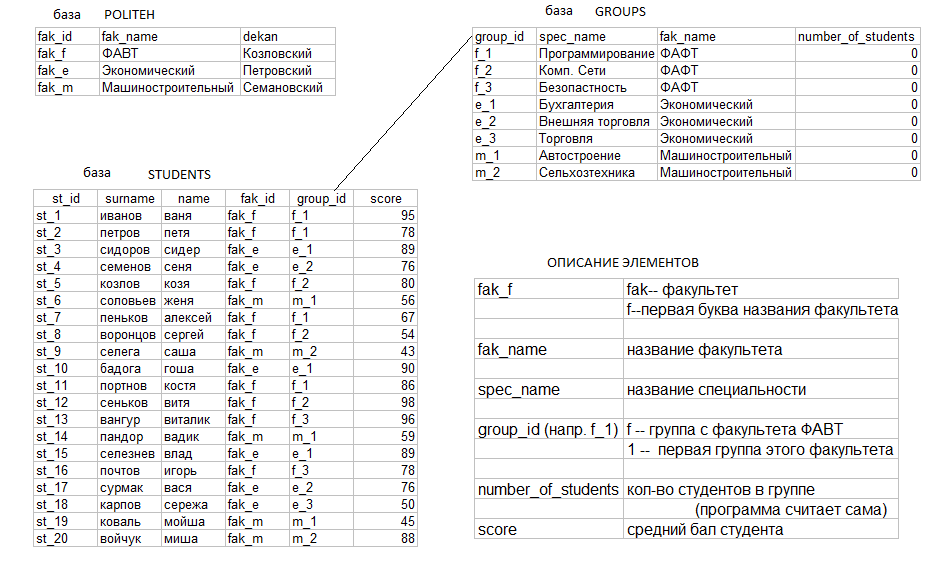 база POLITEH
fak_id fak_name dekan
fak_f ФАВТ Козловский
fak_e Экономический Петровский
fak_m Машиностроительный Семановский
база GROUPS
group_id spec_name fak_name number_of_students
f_1 Программирование ФАФТ 0
f_2 Комп. Сети ФАФТ 0
f_3 Безопастность ФАФТ 0
e_1 Бухгалтерия Экономический 0
e_2 Внешняя торговля Экономический 0
e_3 Торговля Экономический 0
m_1 Автостроение Машиностроительный 0
m_2 Сельхозтехника Машиностроительный 0
база STUDENTS
st_id surname name fak_id group_id score
st_1 иванов ваня fak_f f_1 95
st_2 петров петя fak_f f_1 78
st_3 сидоров сидер fak_e e_1 89
st_4 семенов сеня fak_e e_2 76
st_5 козлов козя fak_f f_2 80
st_6 соловьев женя fak_m m_1 56
st_7 пеньков алексей fak_f f_1 67
st_8 воронцов сергей fak_f f_2 54
st_9 селега саша fak_m m_2 43
st_10 бадога гоша fak_e e_1 90
st_11 портнов костя fak_f f_1 86
st_12 сеньков витя fak_f f_2 98
st_13 вангур виталик fak_f f_3 96
st_14 пандор вадик fak_m m_1 59
st_15 селезнев влад fak_e e_1 89
st_16 почтов игорь fak_f f_3 78
st_17 сурмак вася fak_e e_2 76
st_18 карпов сережа fak_e e_3 50
st_19 коваль мойша fak_m m_1 45
st_20 войчук миша fak_m m_2 88
ОПИСАНИЕ ЭЛЕМЕНТОВ
fak_f fak-- факультет
f--первая буква названия факультета
fak_name название факультета
spec_name название специальности
group_id (напр. f_1) f -- группа с факультета ФАВТ
1 -- первая группа этого факультета
number_of_students кол-во студентов в группе
(программа считает сама)
score средний бал студента